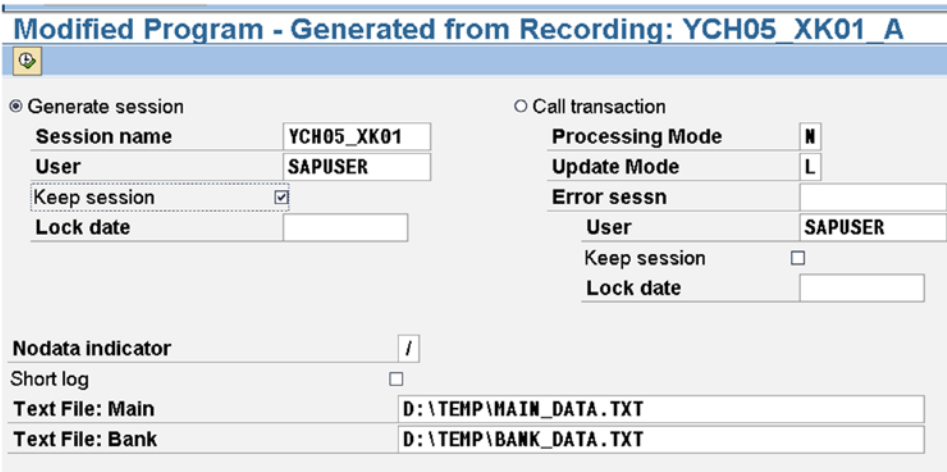 Modified Program - Generated from Recording: YCH05_XK01_A
Generate session Call transaction
Session name YCH05_XK01 Processing Mode N
User SAPUSER Update Mode L
Keep session Error sessn
Lock date User SAPUSER
Keep session
Lock date
Nodata indicator /
Short log
Text File: Main D:\TEMP\MAIN_DATA.TXT
Text File: Bank D:\TEMP\BANK_DATA.TXT